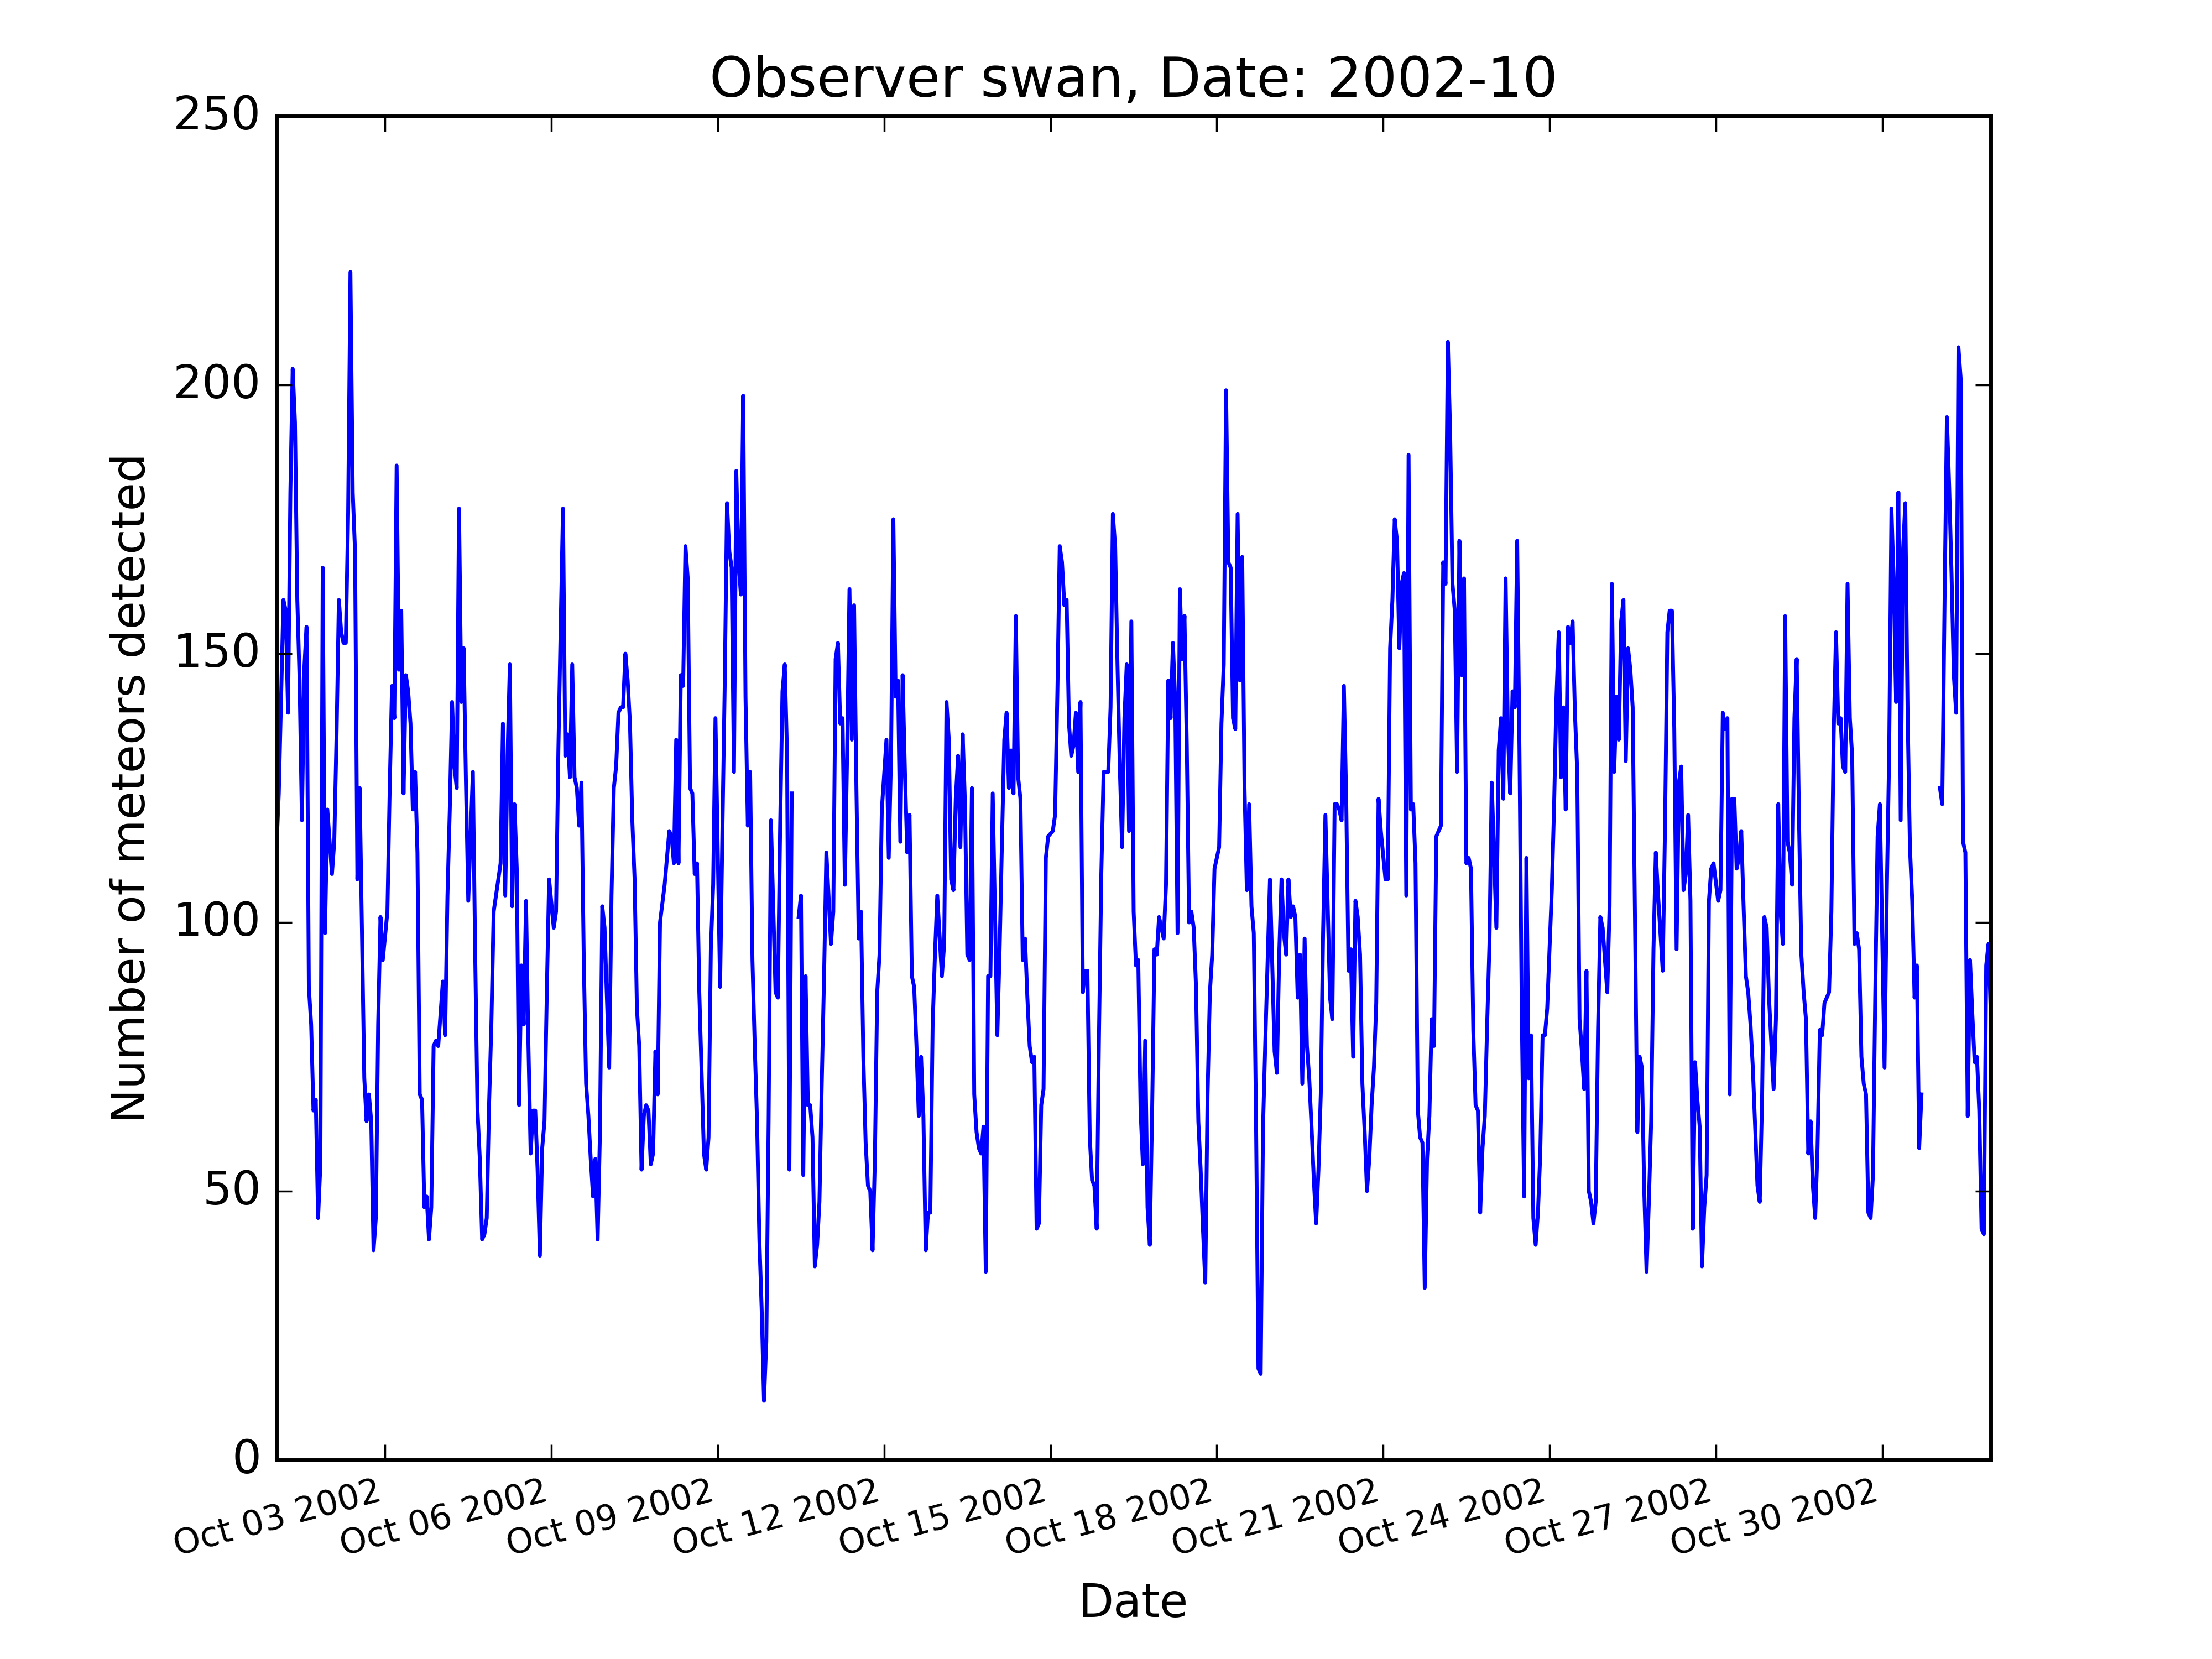 Observer swan, Date: 2002-10
Number of meteors detected
250
200
150
100
50
0
Oct 03 2002
Oct 06 2002
Oct 09 2002
Oct 12 2002
Oct 15 2002
Oct 18 2002
Oct 21 2002
Oct 24 2002
Oct 27 2002
Oct 30 2002
Date